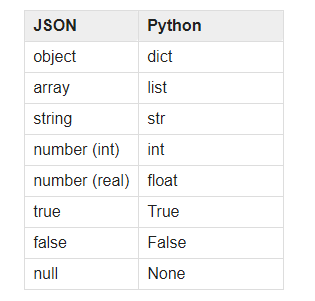 JSON Python
object dict
array list
string str
number (int) int
number (real) float
true True
false False
null None